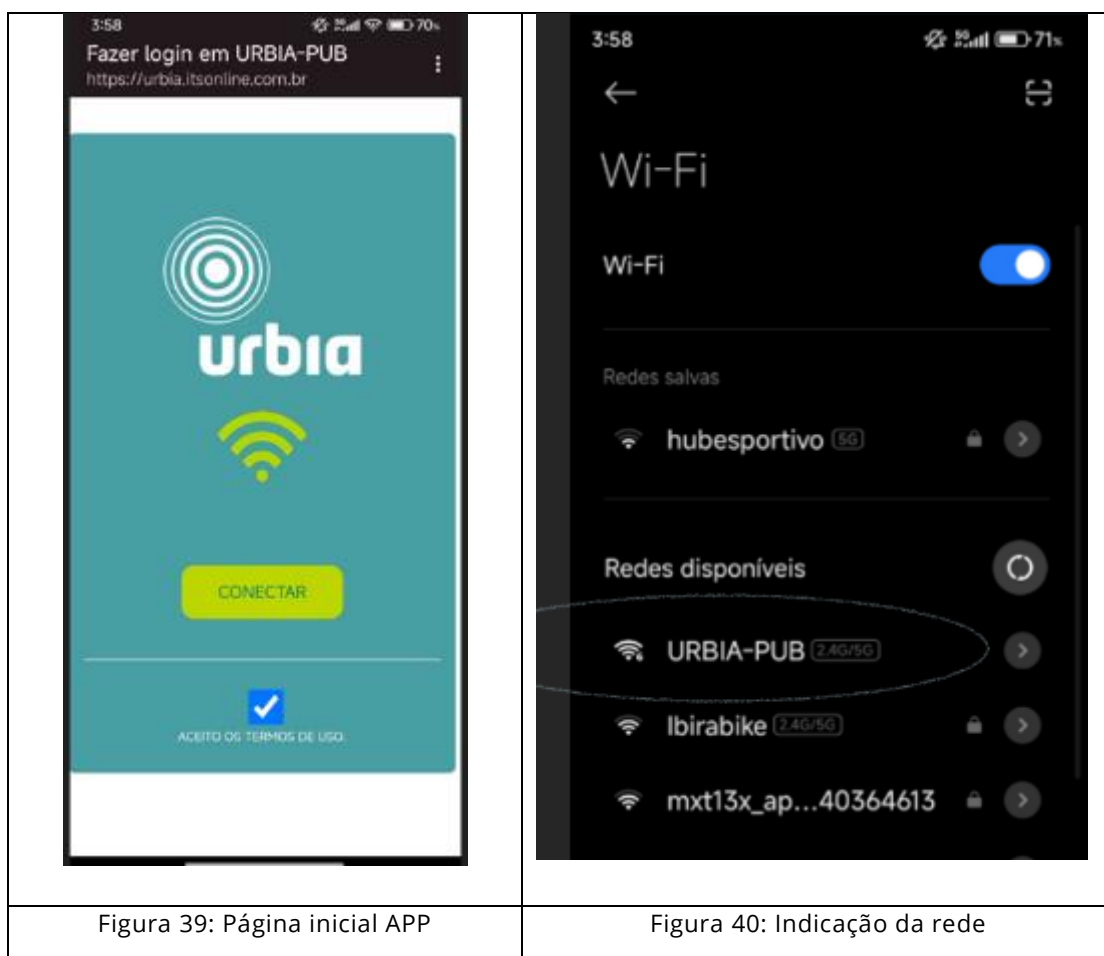 3:58
70%
Fazer login em URBIA-PUB
https://urbia.itsonline.com.br
urbia
CONECTAR
ACEITO OS TERMOS DE USO.
Figura 39: Página inicial APP
3:58
71%
Wi-Fi
Wi-Fi
Redes salvas
hubesportivo 5G
Redes disponíveis
URBIA-PUB 2.4G/5G
Ibirabike 2.4G/5G
mxt13x_ap...40364613
Figura 40: Indicação da rede